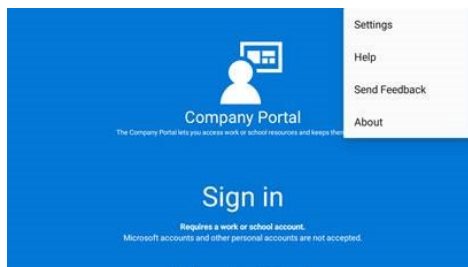 Settings
Help
Send Feedback
About
Company Portal
The Company Portal lets you access work or school resources and keeps
Sign in
Requires a work or school account.
Microsoft accounts and other personal accounts are not accepted.